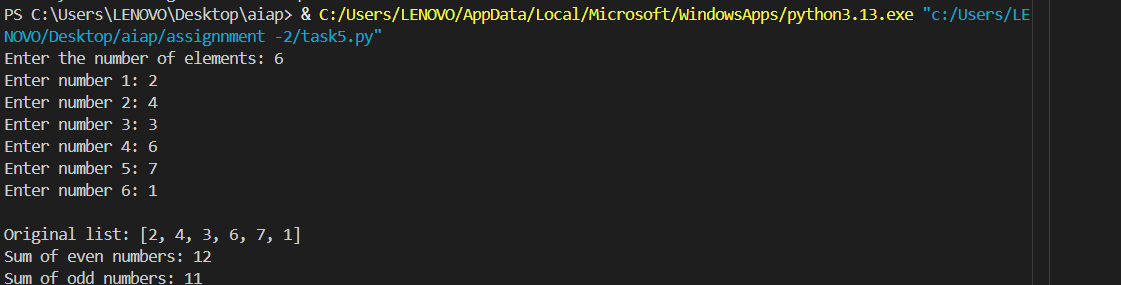 PS C:\Users\LENOVO\Desktop\aiap> & C:/Users/LENOVO/AppData/Local/Microsoft/WindowsApps/python3.13.exe "c:/Users/LE
NOVO/Desktop/aiap/assignnment -2/task5.py"
Enter the number of elements: 6
Enter number 1: 2
Enter number 2: 4
Enter number 3: 3
Enter number 4: 6
Enter number 5: 7
Enter number 6: 1
Original list: [2, 4, 3, 6, 7, 1]
Sum of even numbers: 12
Sum of odd numbers: 11